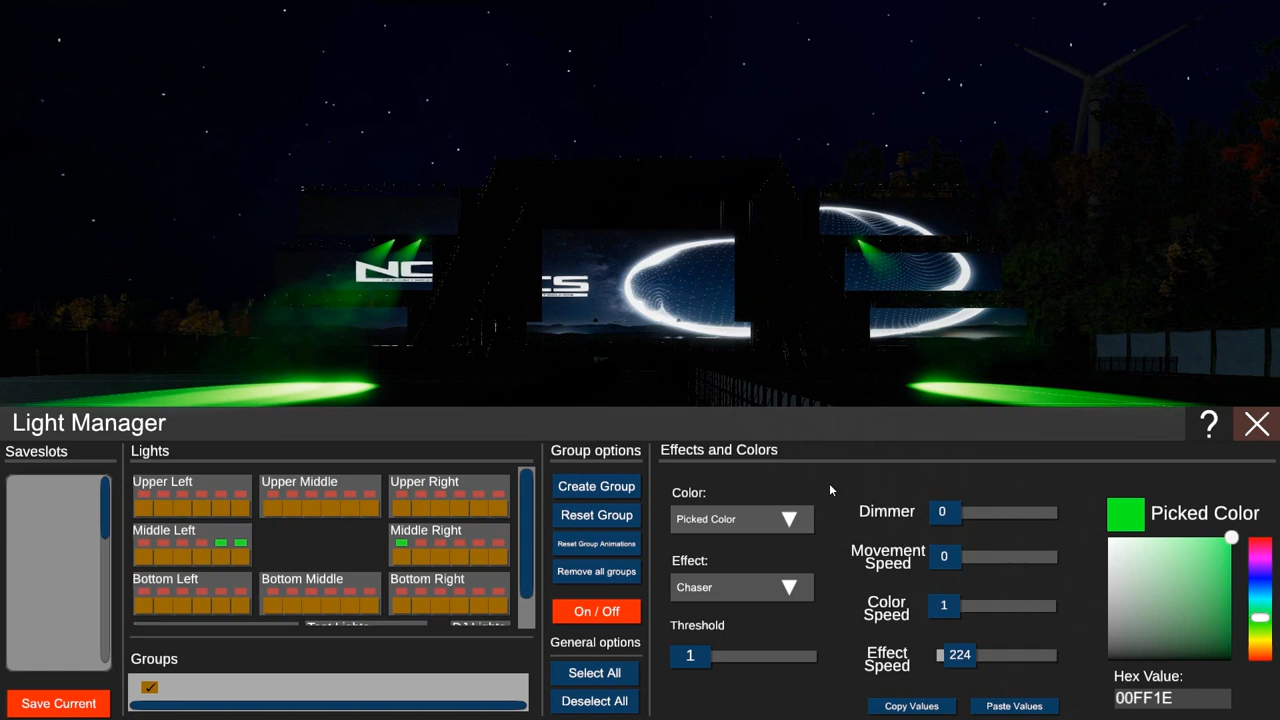 NC
CS
Light Manager
?
Saveslots
Lights
Group options
Effects and Colors
Upper Left
Upper Middle
Upper Right
Middle Left
Middle Right
Bottom Left
Bottom Middle
Bottom Right
Create Group
Reset Group
Reset Group Animations
Remove all groups
On / Off
General options
Select All
Deselect All
Groups
Save Current
Color:
Picked Color
Effect:
Chaser
Threshold
1
Dimmer
0
Movement
Speed
0
Color
Speed
1
Effect
Speed
224
Copy Values
Paste Values
Picked Color
Hex Value:
00FF1E